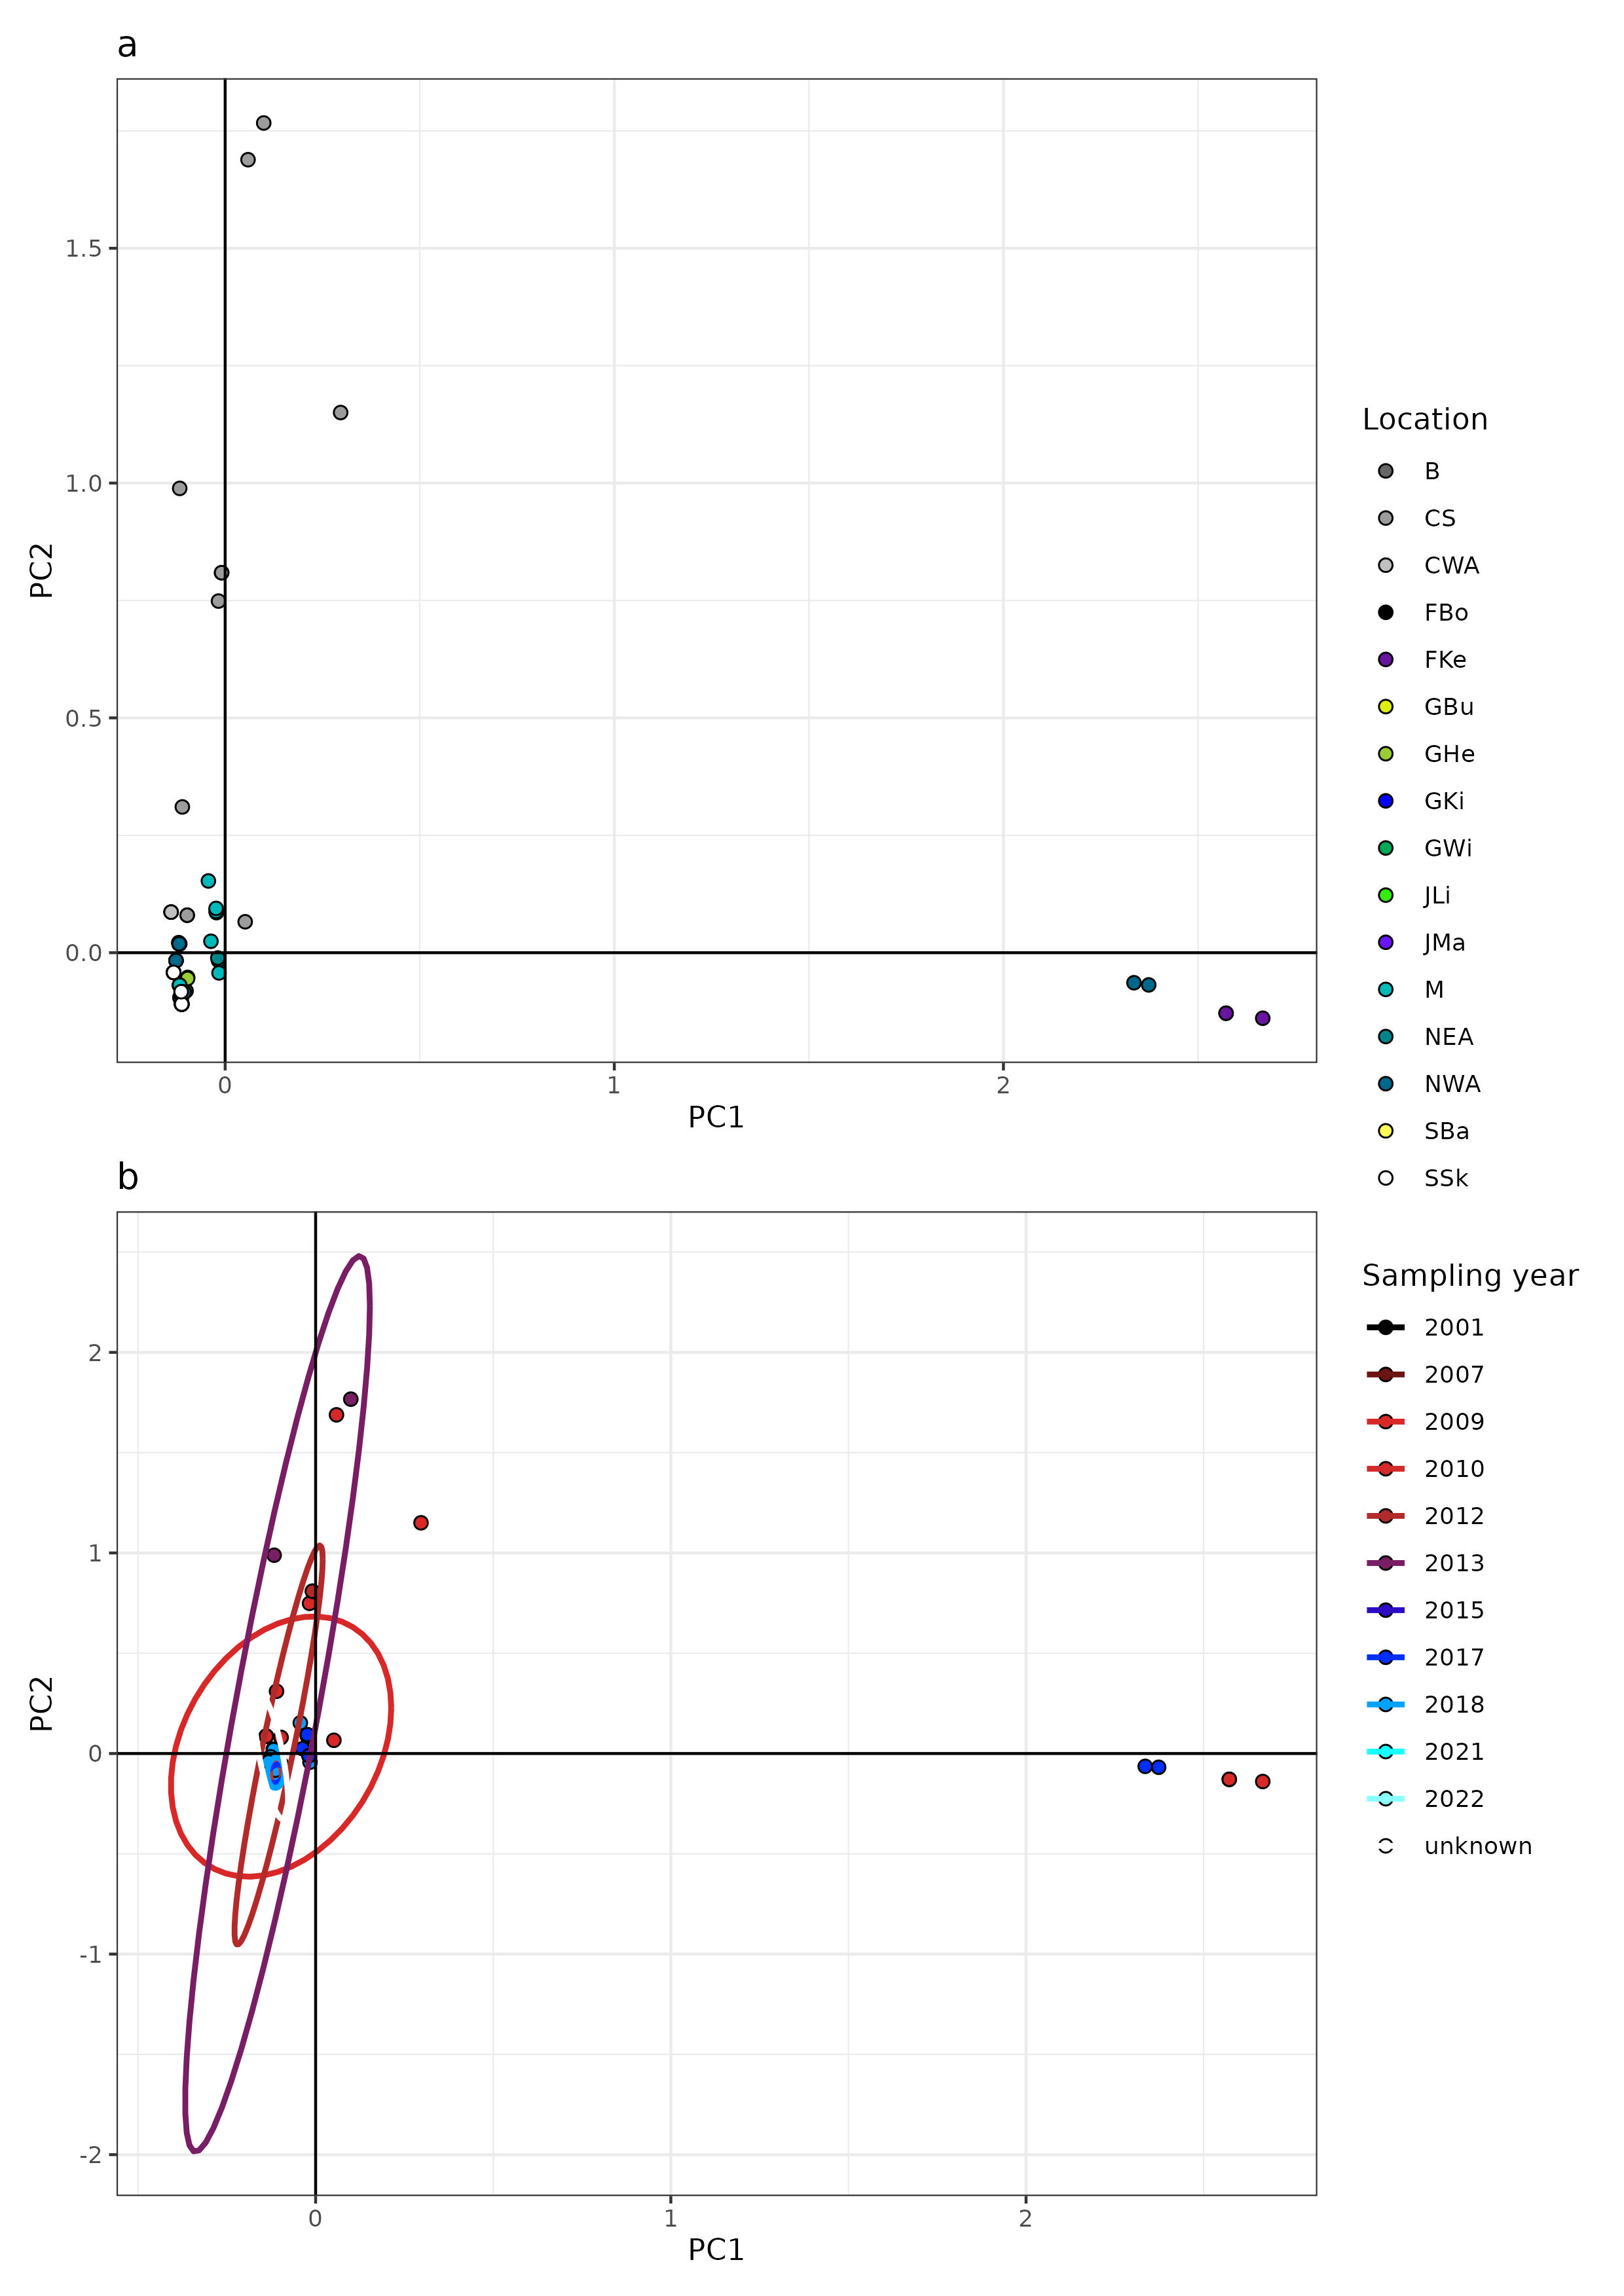 a
1.5
1.0
0.5
0.0
PC2
0
1
2
PC1
Location
B
CS
CWA
FBo
FKe
GBu
GHe
GKi
GWi
JLi
JMa
M
NEA
NWA
SBa
SSk
b
2
1
0
-1
-2
PC2
0
1
2
PC1
Sampling year
2001
2007
2009
2010
2012
2013
2015
2017
2018
2021
2022
unknown